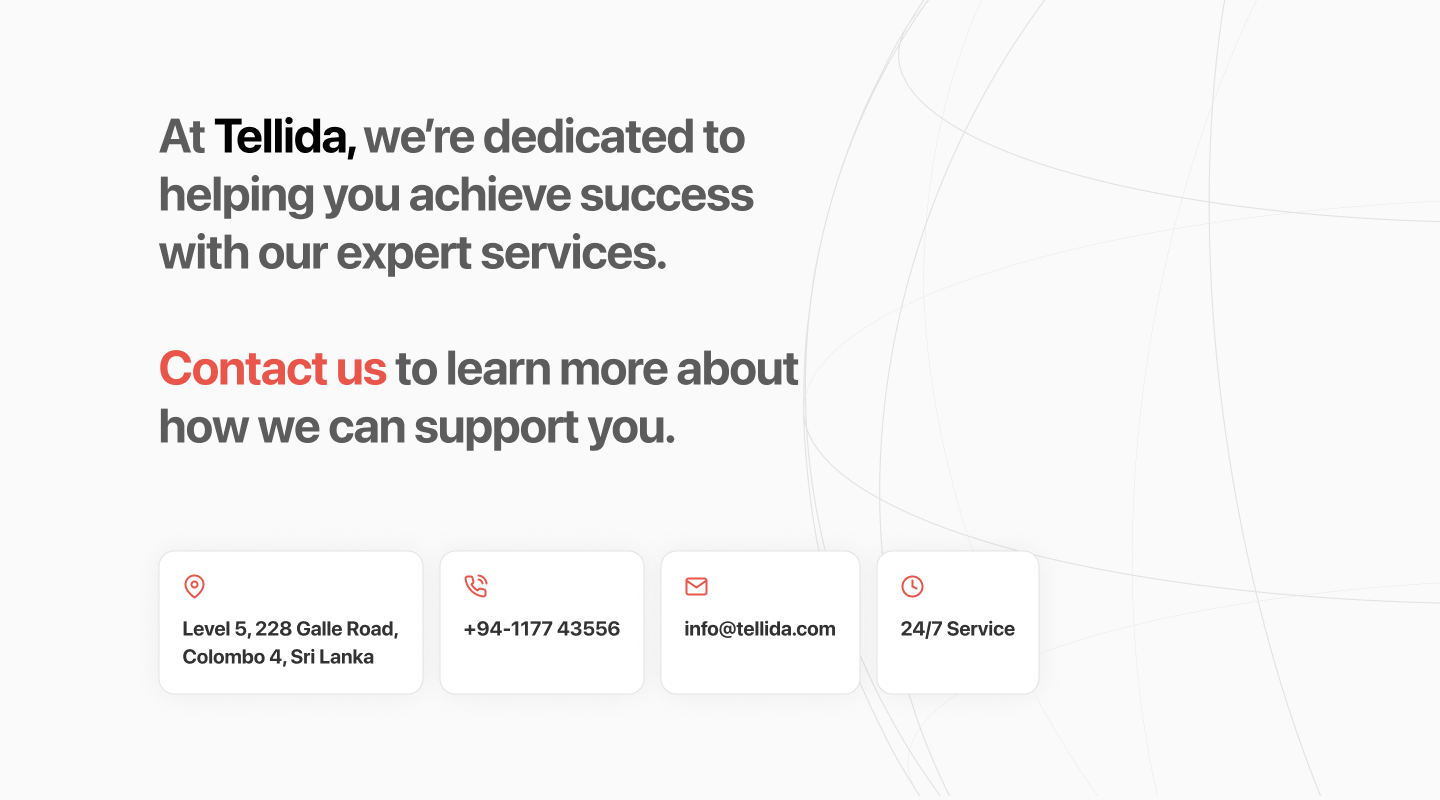 At Tellida, we’re dedicated to
helping you achieve success
with our expert services.
Contact us to learn more about
how we can support you.
Level 5, 228 Galle Road,
Colombo 4, Sri Lanka
+94-1177 43556
info@tellida.com
24/7 Service